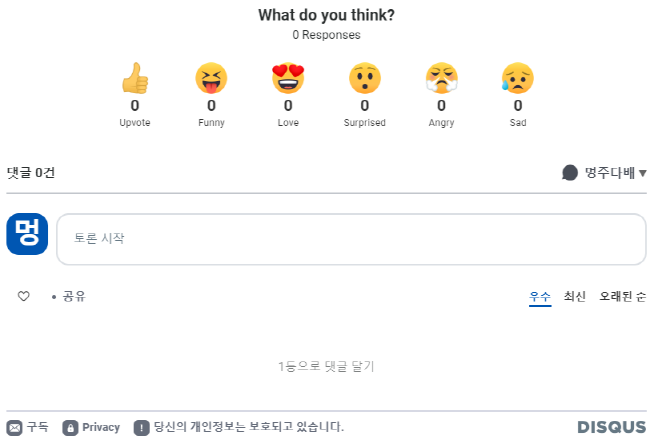 What do you think?
0 Responses
0 0 0 0 0 0
Upvote Funny Love Surprised Angry Sad
댓글 0건 명주다배
멍 토론 시작
• 공유 우수 최신 오래된 순
1등으로 댓글 달기
구독 Privacy ! 당신의 개인정보는 보호되고 있습니다. DISQUS